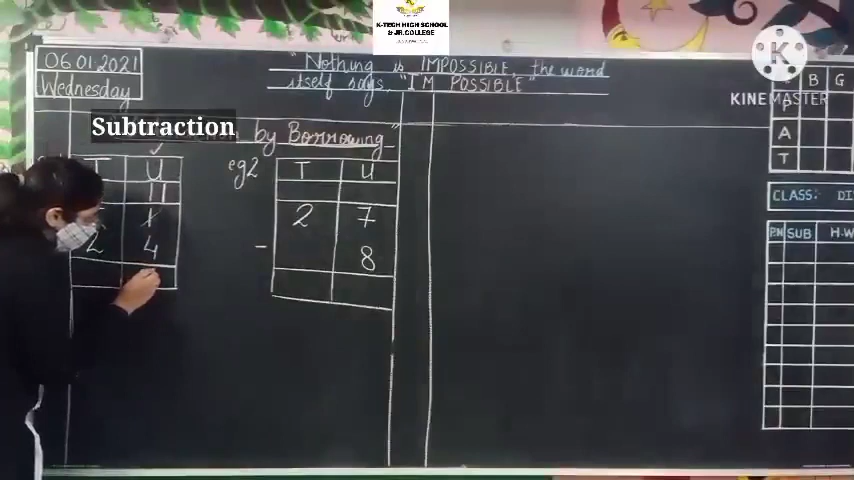 K-TECH HIGH SCHOOL
& JR.COLLEGE
06.01.2021
Wednesday
"Nothing is IMPOSSIBLE, the word
itself says, "I'M POSSIBLE"
K
KINEMASTER
Subtraction
by Borrowing"
T U
11
1
2 4
eg2
T U
2 7
- 8
B G
P
A
T
CLASS: DI
P.N SUB H.W